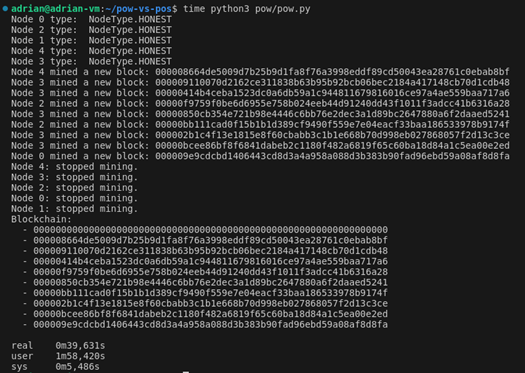 adrian@adrian-vm:~/pow-vs-pos$ time python3 pow/pow.py
Node 0 type:  NodeType.HONEST
Node 2 type:  NodeType.HONEST
Node 1 type:  NodeType.HONEST
Node 4 type:  NodeType.HONEST
Node 3 type:  NodeType.HONEST
Node 4 mined a new block: 000008664de5009d7b25b9d1fa8f76a3998eddf89cd50043ea28761c0ebab8bf
Node 3 mined a new block: 000009110070d2162ce311838b63b95b92bcb06bec2184a417148cb70d1cdb48
Node 3 mined a new block: 00000414b4ceba1523dc0a6db59a1c944811679816016ce97a4ae559baa717a6
Node 2 mined a new block: 00000f9759f0be6d6955e758b024eeb44d91240dd43f1011f3adcc41b6316a28
Node 3 mined a new block: 00000850cb354e721b98e4446c6bb76e2dec3a1d89bc2647880a6f2daaed5241
Node 2 mined a new block: 00000bb111cad0f15b1b1d389cf9490f559e7e04eacf33baa186533978b9174f
Node 3 mined a new block: 000002b1c4f13e1815e8f60cbabb3c1b1e668b70d998eb027868057f2d13c3ce
Node 3 mined a new block: 00000bcee86bf8f6841dabeb2c1180f482a6819f65c60ba18d84a1c5ea00e2ed
Node 0 mined a new block: 000009e9cdcbd1406443cd8d3a4a958a088d3b383b90fad96ebd59a08af8d8fa
Node 4: stopped mining.
Node 3: stopped mining.
Node 2: stopped mining.
Node 0: stopped mining.
Node 1: stopped mining.
Blockchain:
- 0000000000000000000000000000000000000000000000000000000000000000
- 000008664de5009d7b25b9d1fa8f76a3998eddf89cd50043ea28761c0ebab8bf
- 000009110070d2162ce311838b63b95b92bcb06bec2184a417148cb70d1cdb48
- 00000414b4ceba1523dc0a6db59a1c944811679816016ce97a4ae559baa717a6
- 00000f9759f0be6d6955e758b024eeb44d91240dd43f1011f3adcc41b6316a28
- 00000850cb354e721b98e4446c6bb76e2dec3a1d89bc2647880a6f2daaed5241
- 00000bb111cad0f15b1b1d389cf9490f559e7e04eacf33baa186533978b9174f
- 000002b1c4f13e1815e8f60cbabb3c1b1e668b70d998eb027868057f2d13c3ce
- 00000bcee86bf8f6841dabeb2c1180f482a6819f65c60ba18d84a1c5ea00e2ed
- 000009e9cdcbd1406443cd8d3a4a958a088d3b383b90fad96ebd59a08af8d8fa
real    0m39,631s
user    1m58,420s
sys     0m5,486s